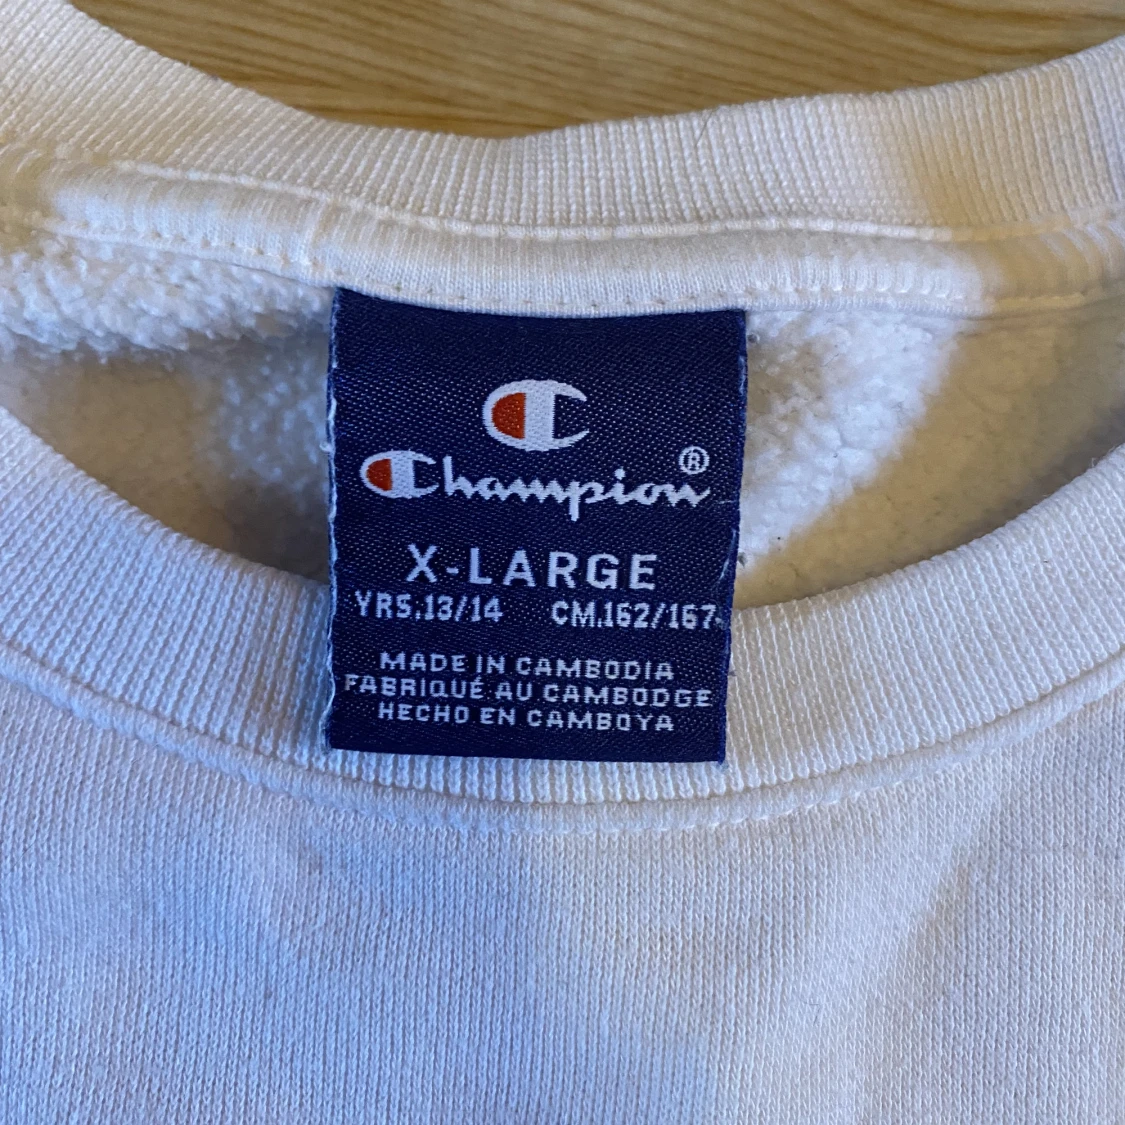 Champion®
X-LARGE
YRS.13/14 CM.162/167
MADE IN CAMBODIA
FABRIQUÉ AU CAMBODGE
HECHO EN CAMBOYA